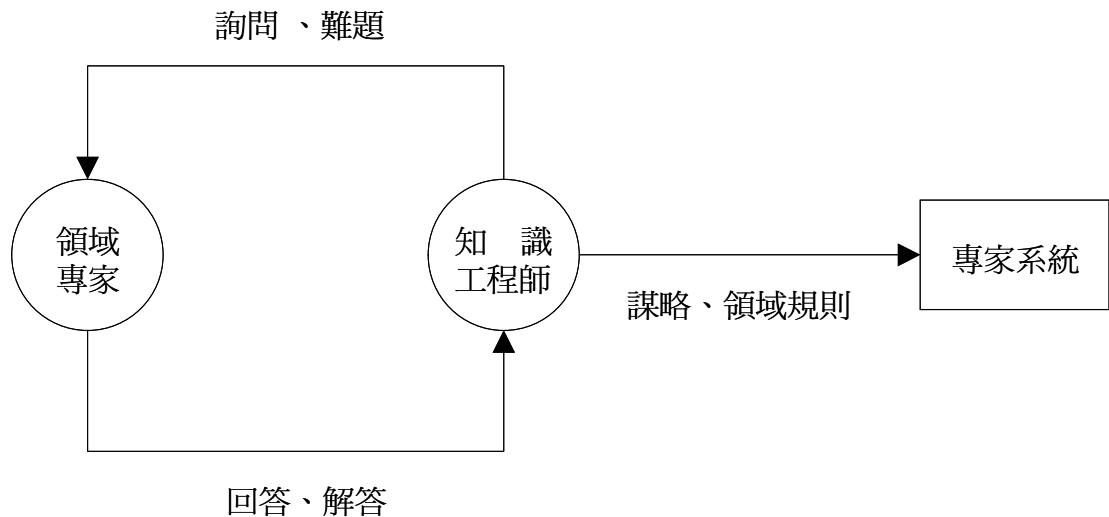 詢問 、難題
領域
專家
知 識
工程師
專家系統
謀略、領域規則
回答、解答